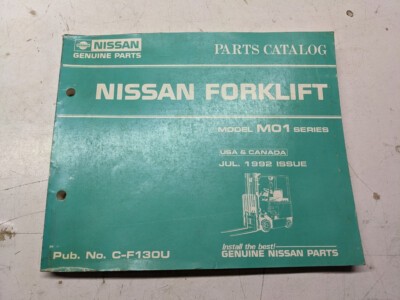 NISSAN
GENUINE PARTS
PARTS CATALOG
NISSAN FORKLIFT
MODEL M01 SERIES
USA & CANADA
JUL. 1992 ISSUE
Install the best!
GENUINE NISSAN PARTS
Pub. No. C-F130U